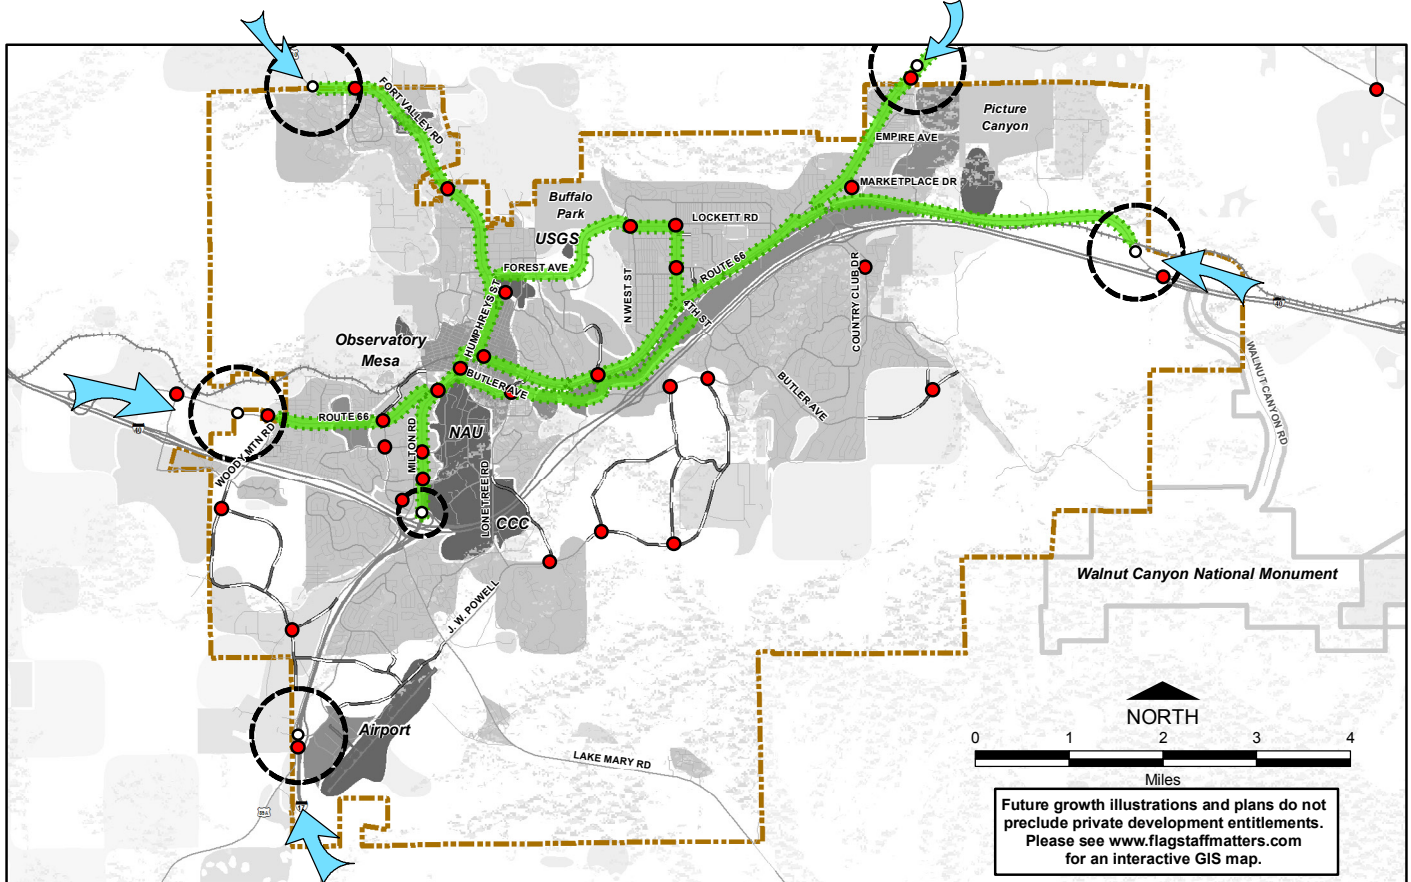 FORT VALLEY RD
Picture
Canyon
EMPIRE AVE
MARKETPLACE DR
Buffalo
Park
USGS
LOCKETT RD
FOREST AVE
N WEST ST
ROUTE 66
4TH ST
COUNTRY CLUB DR
HUMPHREYS ST
Observatory
Mesa
BUTLER AVE
BUTLER AVE
WALNUT CANYON RD
40
40
ROUTE 66
MILTON RD
NAU
WOODY MTN RD
LONE TREE RD
CCC
Walnut Canyon National Monument
J. W. POWELL
Airport
LAKE MARY RD
89A
17
NORTH
0 1 2 3 4
Miles
Future growth illustrations and plans do not
preclude private development entitlements.
Please see www.flagstaffmatters.com
for an interactive GIS map.